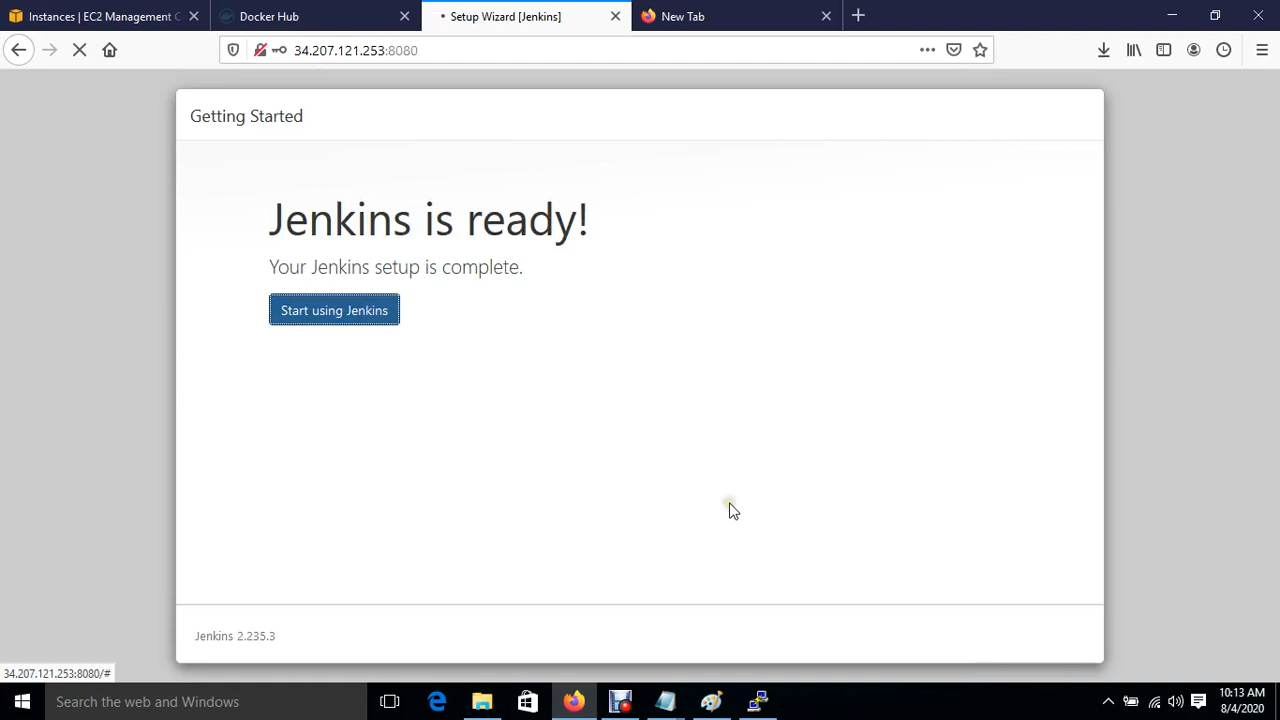 Instances | EC2 Management C
Docker Hub
Setup Wizard [Jenkins]
New Tab
34.207.121.253:8080
Getting Started
Jenkins is ready!
Your Jenkins setup is complete.
Start using Jenkins
Jenkins 2.235.3
34.207.121.253:8080/#
Search the web and Windows
10:13 AM
8/4/2020